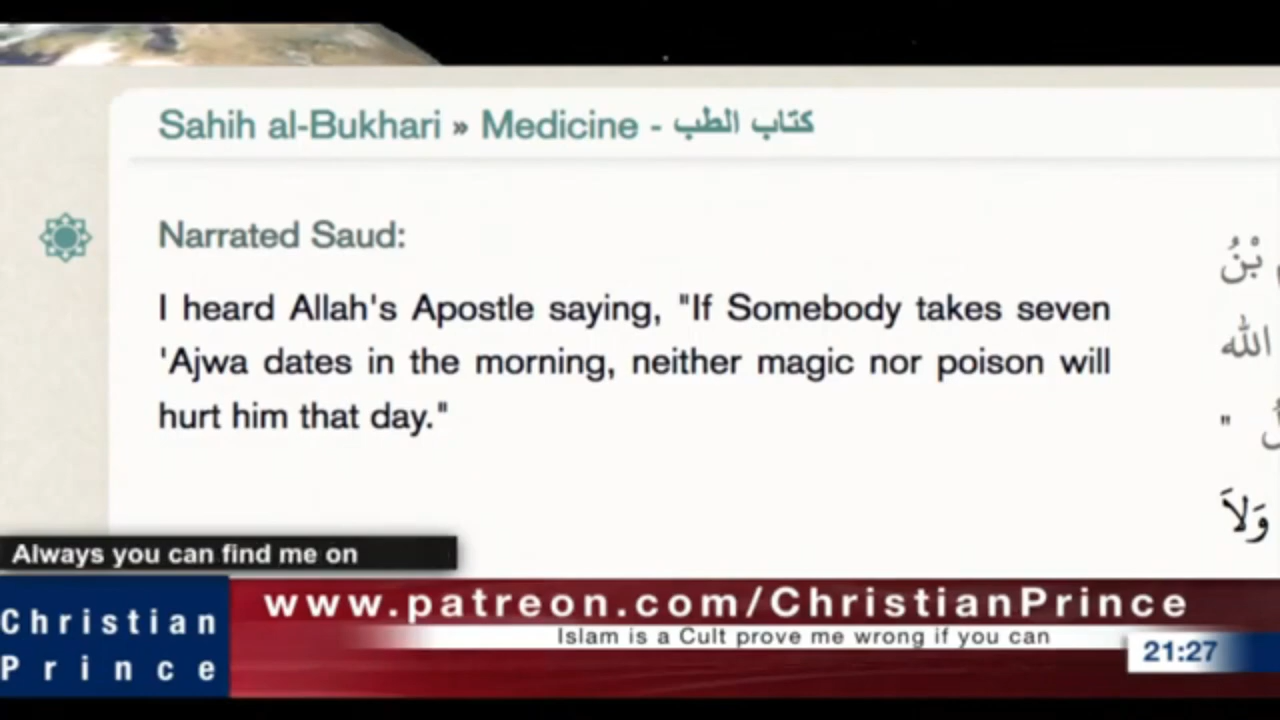 Sahih al-Bukhari » Medicine - كتاب الطب
Narrated Saud:
I heard Allah's Apostle saying, "If Somebody takes seven
'Ajwa dates in the morning, neither magic nor poison will
hurt him that day."
بْنُ
الله
"
وَلاَ
Always you can find me on
Christian
Prince
www.patreon.com/ChristianPrince
Islam is a Cult prove me wrong if you can
21:27